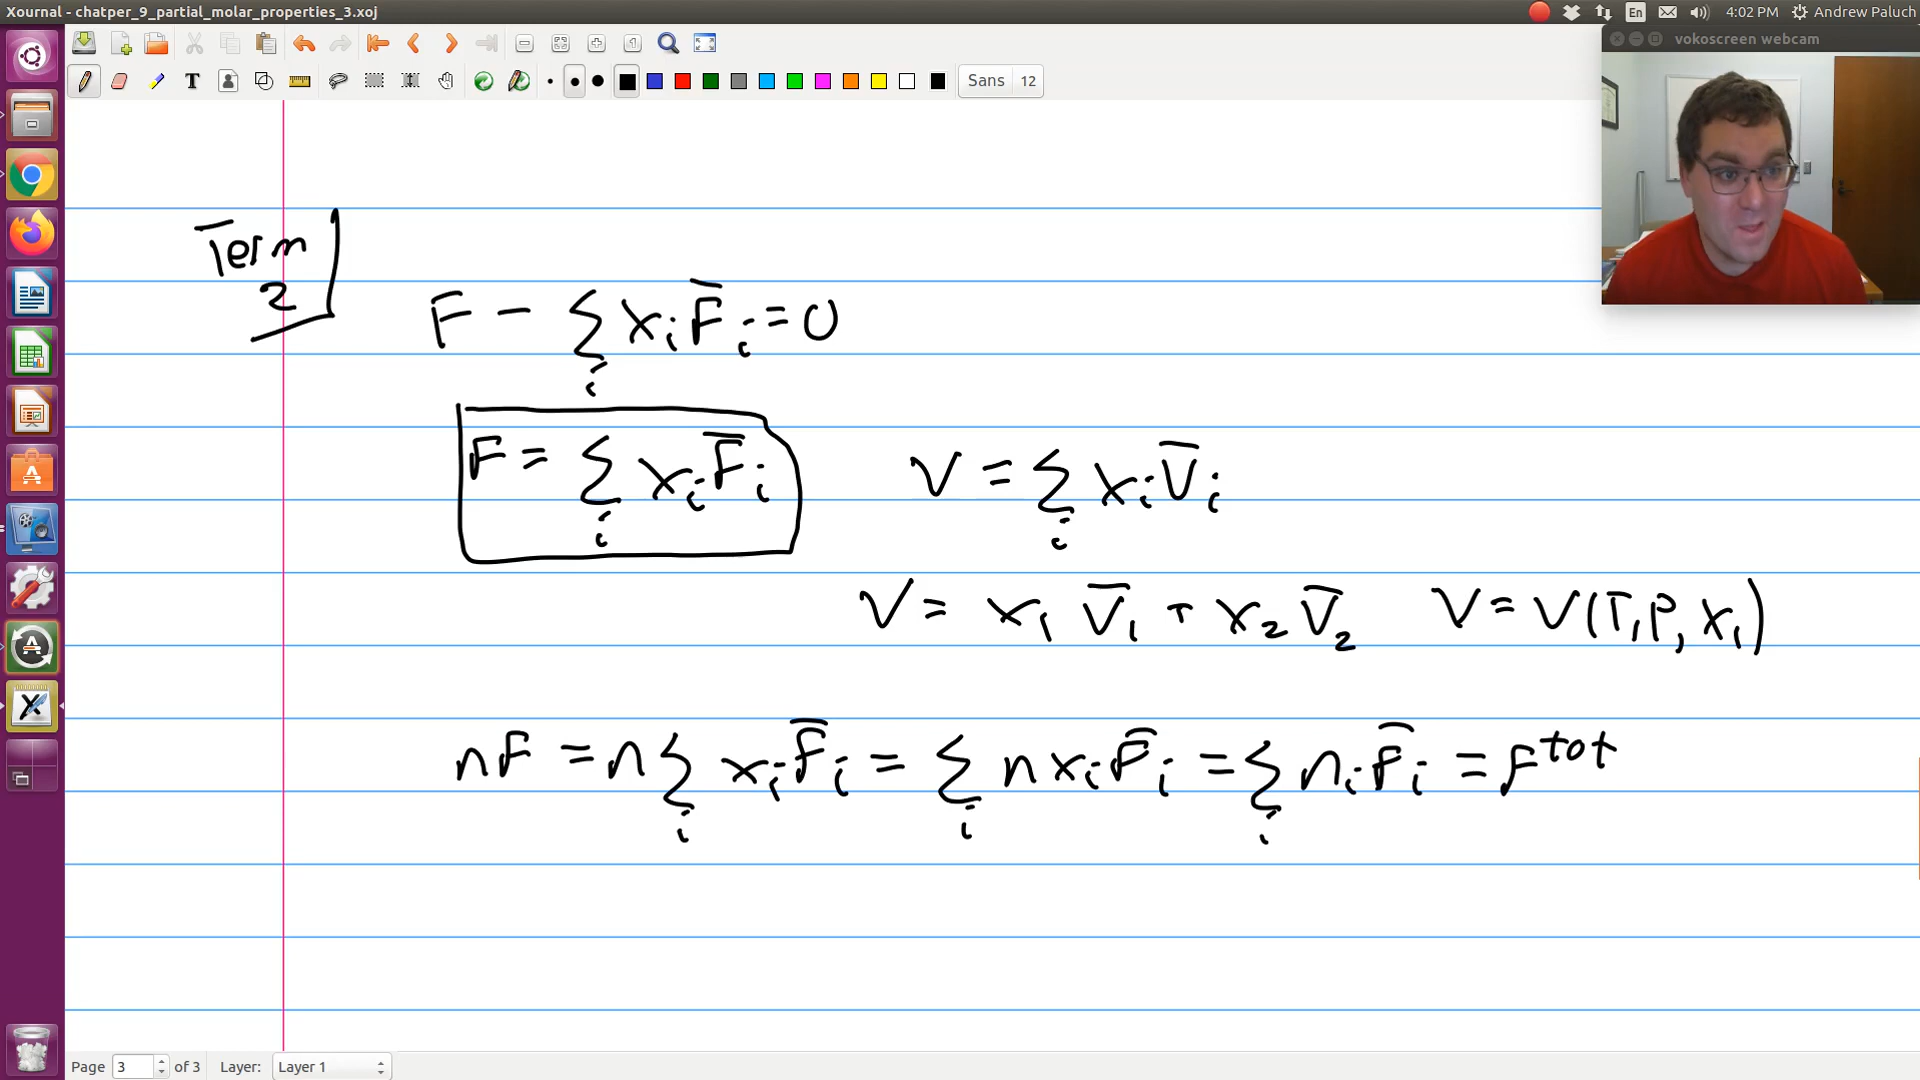 Xournal - chatper_9_partial_molar_properties_3.xoj
En 4:02 PM Andrew Paluch
vokoscreen webcam
Sans 12
Term
2
F - Σ_i x_i F̄_i = 0
F = Σ_i x_i F̄_i
V = Σ_i x_i V̄_i
V = x_1 V̄_1 + x_2 V̄_2 V = V(T, P, x_1)
nF = n Σ_i x_i F̄_i = Σ_i n x_i F̄_i = Σ_i n_i F̄_i = F^tot
Page 3 of 3 Layer: Layer 1